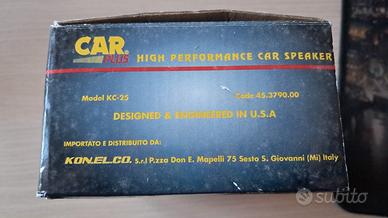 CAR
PLUS
HIGH PERFORMANCE CAR SPEAKER
Model KC-25
Code 45.3790.00
DESIGNED & ENGINEERED IN U.S.A
IMPORTATO E DISTRIBUITO DA:
KON.EL.CO. S.r.l P.zza Don E. Mapelli 75 Sesto S. Giovanni (Mi) Italy
subito